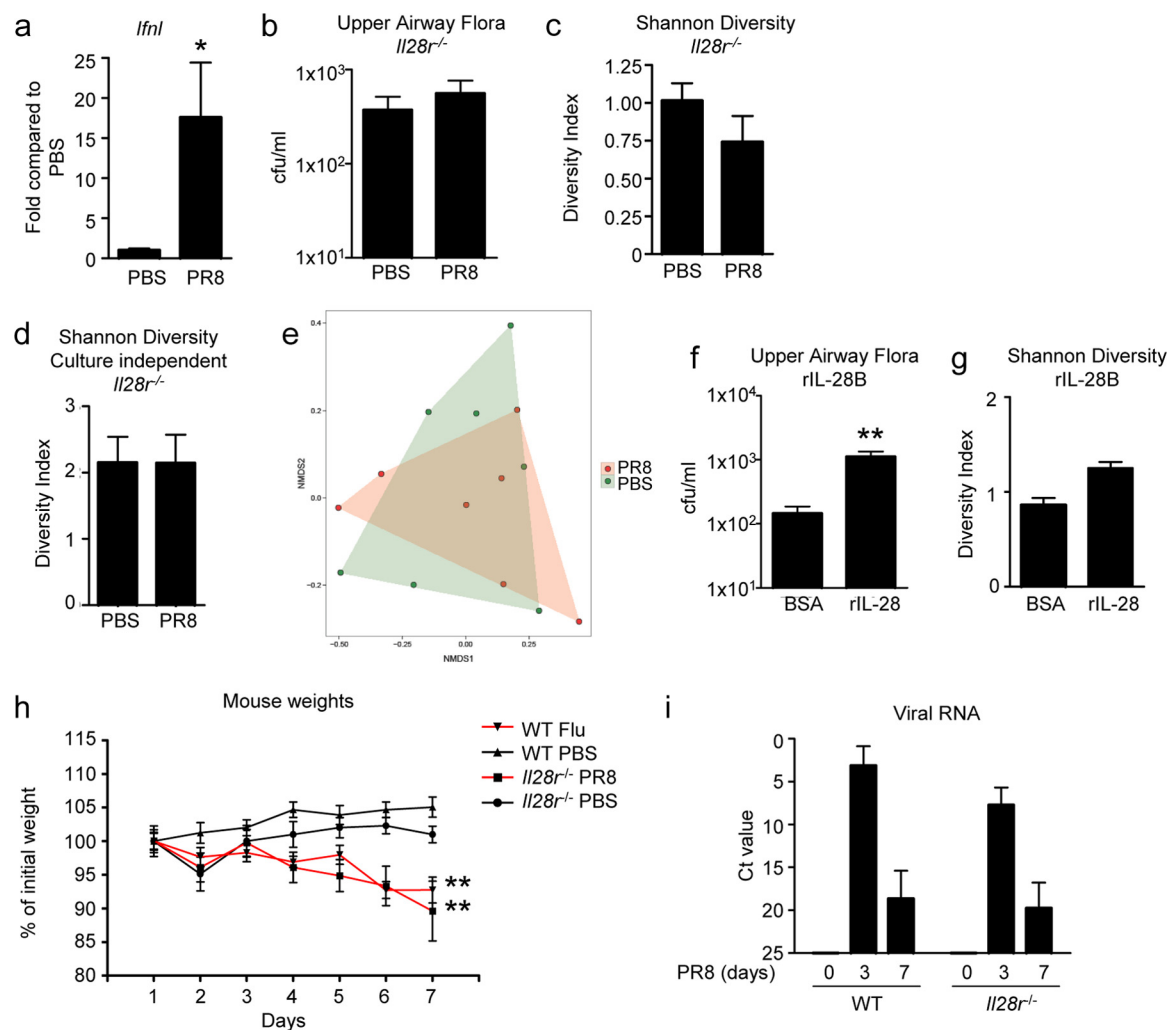 a
Ifnl
Fold compared to
PBS
25
20
15
10
5
0
*
PBS PR8
b
Upper Airway Flora
Il28r-/-
cfu/ml
1x10³
1x10²
1x10¹
PBS PR8
c
Shannon Diversity
Il28r-/-
Diversity Index
1.25
1.00
0.75
0.50
0.25
0
PBS PR8
d
Shannon Diversity
Culture independent
Il28r-/-
Diversity Index
3
2
1
0
PBS PR8
e
NMDS2
0.4
0.2
0.0
-0.2
-0.50 -0.25 0.00 0.25
NMDS1
PR8
PBS
f
Upper Airway Flora
rIL-28B
cfu/ml
1x10⁴
1x10³
1x10²
1x10¹
**
BSA rIL-28
g
Shannon Diversity
rIL-28B
Diversity Index
2
1
0
BSA rIL-28
h
Mouse weights
% of initial weight
115
110
105
100
95
90
85
80
1 2 3 4 5 6 7
Days
**
**
WT Flu
WT PBS
Il28r-/- PR8
Il28r-/- PBS
i
Viral RNA
Ct value
0
5
10
15
20
25
PR8 (days) 0 3 7 0 3 7
WT Il28r-/-